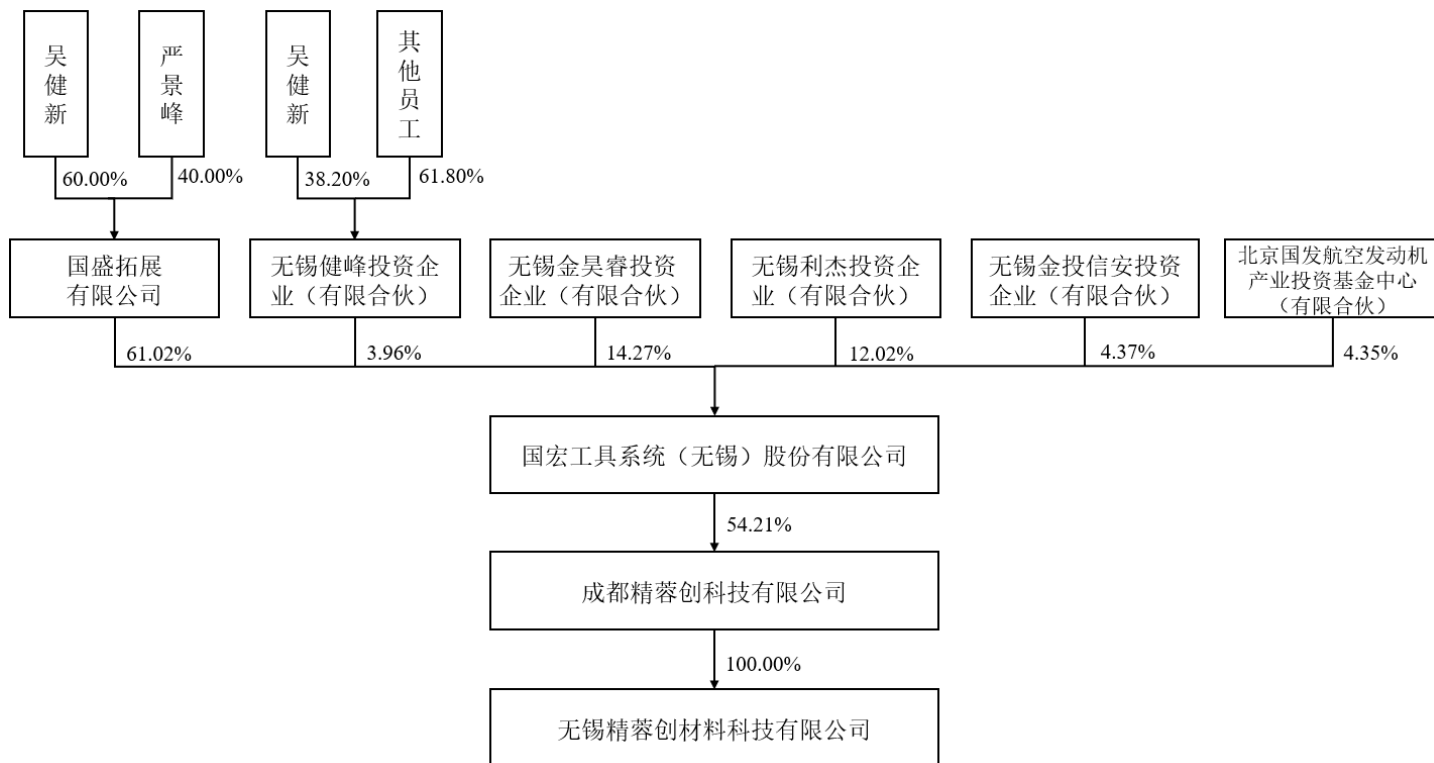 吴健新
严景峰
吴健新
其他员工
60.00%
40.00%
38.20%
61.80%
国盛拓展
有限公司
无锡健峰投资企
业（有限合伙）
无锡金昊睿投资
企业（有限合伙）
无锡利杰投资企
业（有限合伙）
无锡金投信安投资
企业（有限合伙）
北京国发航空发动机
产业投资基金中心
（有限合伙）
61.02%
3.96%
14.27%
12.02%
4.37%
4.35%
国宏工具系统（无锡）股份有限公司
54.21%
成都精蓉创科技有限公司
100.00%
无锡精蓉创材料科技有限公司